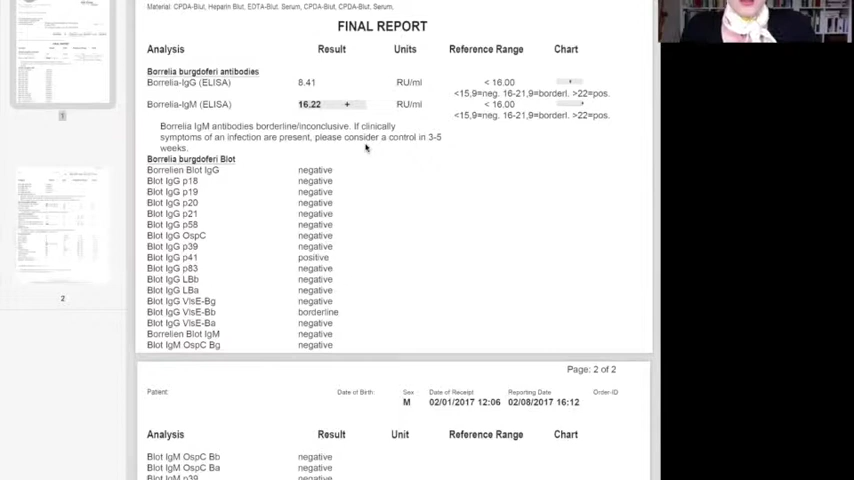 Material: CPDA-Blut, Heparin Blut, EDTA-Blut. Serum, CPDA-Blut, CPDA-Blut. Serum,
FINAL REPORT
Analysis Result Units Reference Range Chart
Borrelia burgdoferi antibodies
Borrelia-IgG (ELISA) 8.41 RU/ml < 16.00
<15,9=neg. 16-21,9=borderl. >22=pos.
Borrelia-IgM (ELISA) 16.22 + RU/ml < 16.00
<15,9=neg. 16-21,9=borderl. >22=pos.
Borrelia IgM antibodies borderline/inconclusive. If clinically
symptoms of an infection are present, please consider a control in 3-5
weeks.
Borrelia burgdoferi Blot
Borrelien Blot IgG negative
Blot IgG p18 negative
Blot IgG p19 negative
Blot IgG p20 negative
Blot IgG p21 negative
Blot IgG p58 negative
Blot IgG OspC negative
Blot IgG p39 negative
Blot IgG p41 positive
Blot IgG p83 negative
Blot IgG LBb negative
Blot IgG LBa negative
Blot IgG VlsE-Bg negative
Blot IgG VlsE-Bb borderline
Blot IgG VlsE-Ba negative
Borrelien Blot IgM negative
Blot IgM OspC Bg negative
Page: 2 of 2
Patient: Date of Birth: Sex Date of Receipt Reporting Date Order-ID
M 02/01/2017 12:06 02/08/2017 16:12
Analysis Result Unit Reference Range Chart
Blot IgM OspC Bb negative
Blot IgM OspC Ba negative
Blot IgM p39 negative
1
2